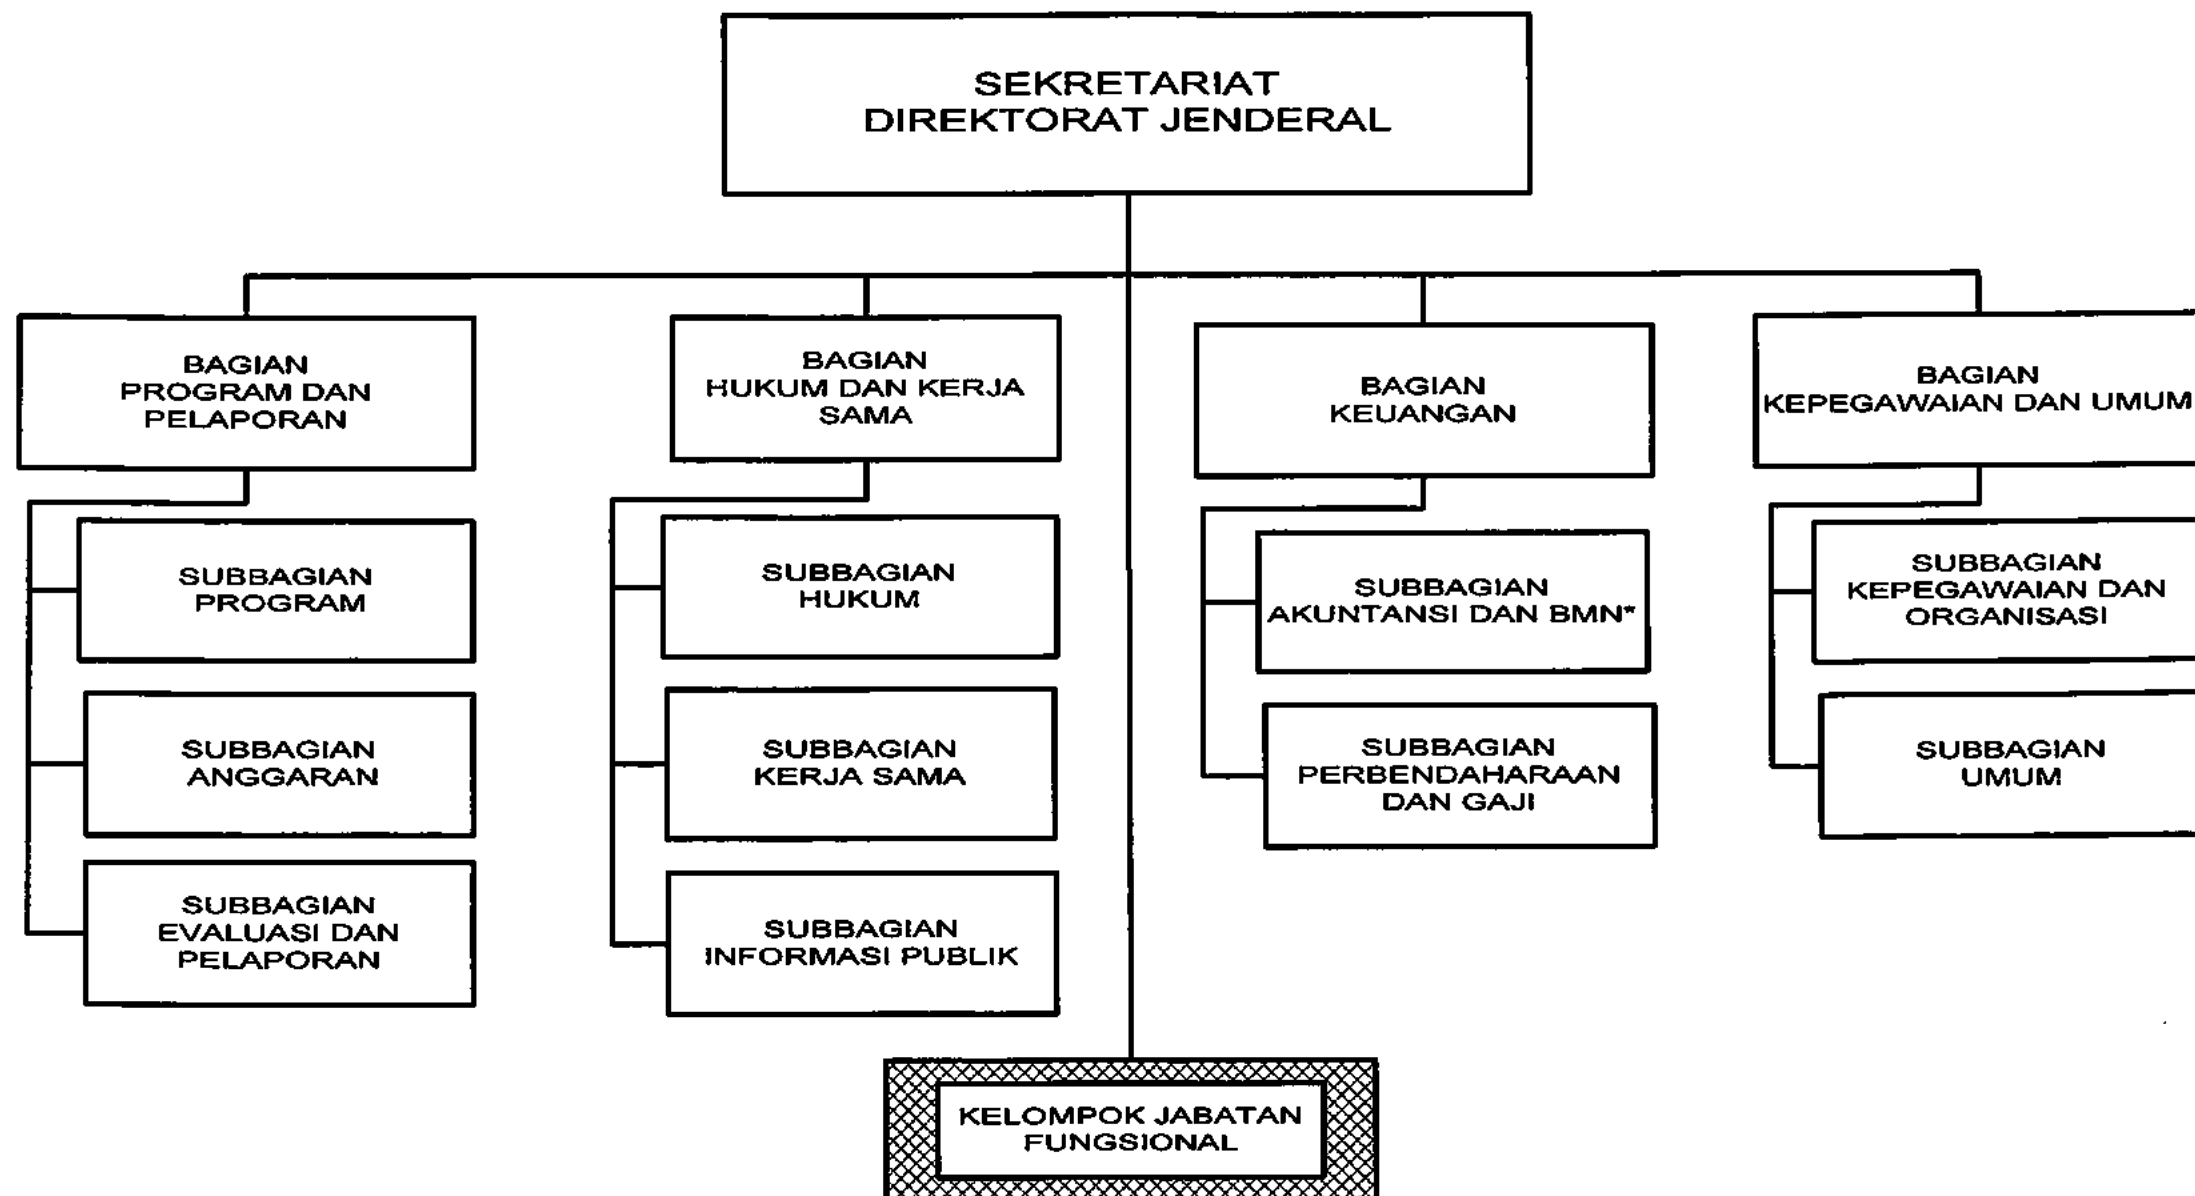 SEKRETARIAT
DIREKTORAT JENDERAL
BAGIAN
PROGRAM DAN
PELAPORAN
SUBBAGIAN
PROGRAM
SUBBAGIAN
ANGGARAN
SUBBAGIAN
EVALUASI DAN
PELAPORAN
BAGIAN
HUKUM DAN KERJA
SAMA
SUBBAGIAN
HUKUM
SUBBAGIAN
KERJA SAMA
SUBBAGIAN
INFORMASI PUBLIK
BAGIAN
KEUANGAN
SUBBAGIAN
AKUNTANSI DAN BMN*
SUBBAGIAN
PERBENDAHARAAN
DAN GAJI
BAGIAN
KEPEGAWAIAN DAN UMUM
SUBBAGIAN
KEPEGAWAIAN DAN
ORGANISASI
SUBBAGIAN
UMUM
KELOMPOK JABATAN
FUNGSIONAL